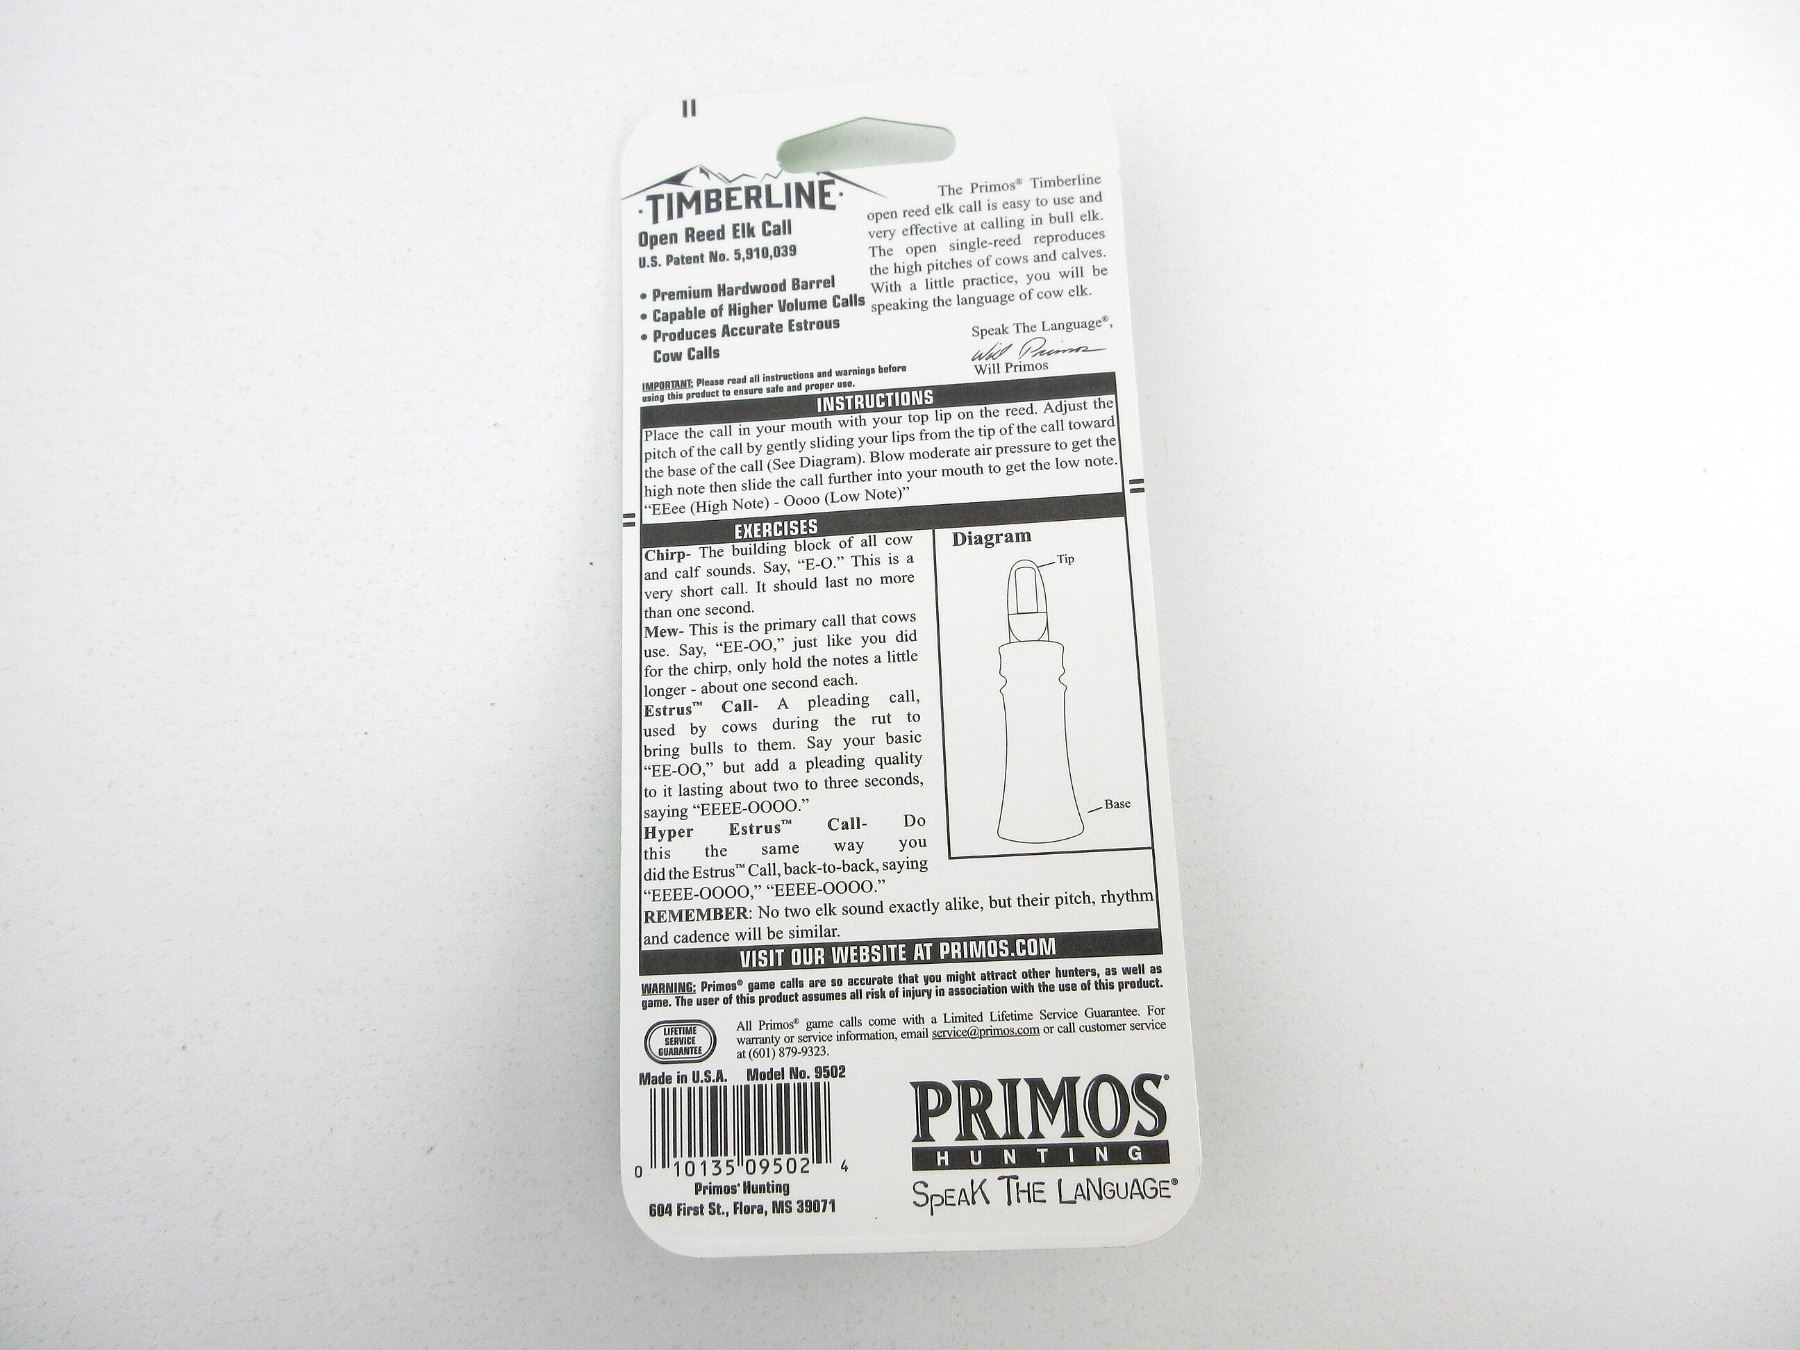 TIMBERLINE
Open Reed Elk Call
U.S. Patent No. 5,910,039
• Premium Hardwood Barrel
• Capable of Higher Volume Calls
• Produces Accurate Estrous
Cow Calls
The Primos® Timberline
open reed elk call is easy to use and
very effective at calling in bull elk.
The open single-reed reproduces
the high pitches of cows and calves.
With a little practice, you will be
speaking the language of cow elk.
Speak The Language®,
Will Primos
Will Primos
IMPORTANT: Please read all instructions and warnings before
using this product to ensure safe and proper use.
INSTRUCTIONS
Place the call in your mouth with your top lip on the reed. Adjust the
pitch of the call by gently sliding your lips from the tip of the call toward
the base of the call (See Diagram). Blow moderate air pressure to get the
high note then slide the call further into your mouth to get the low note.
“EEee (High Note) - Oooo (Low Note)”
EXERCISES
Chirp- The building block of all cow
and calf sounds. Say, “E-O.” This is a
very short call. It should last no more
than one second.
Mew- This is the primary call that cows
use. Say, “EE-OO,” just like you did
for the chirp, only hold the notes a little
longer - about one second each.
Estrus™ Call- A pleading call,
used by cows during the rut to
bring bulls to them. Say your basic
“EE-OO,” but add a pleading quality
to it lasting about two to three seconds,
saying “EEEE-OOOO.”
Hyper Estrus™ Call- Do
this the same way you
did the Estrus™ Call, back-to-back, saying
“EEEE-OOOO,” “EEEE-OOOO.”
REMEMBER: No two elk sound exactly alike, but their pitch, rhythm
and cadence will be similar.
Diagram
Tip
Base
VISIT OUR WEBSITE AT PRIMOS.COM
WARNING: Primos® game calls are so accurate that you might attract other hunters, as well as
game. The user of this product assumes all risk of injury in association with the use of this product.
LIFETIME
SERVICE
GUARANTEE
All Primos® game calls come with a Limited Lifetime Service Guarantee. For
warranty or service information, email service@primos.com or call customer service
at (601) 879-9323.
Made in U.S.A. Model No. 9502
0 10135 09502 4
Primos® Hunting
604 First St., Flora, MS 39071
PRIMOS®
HUNTING
SPEAK THE LANGUAGE®